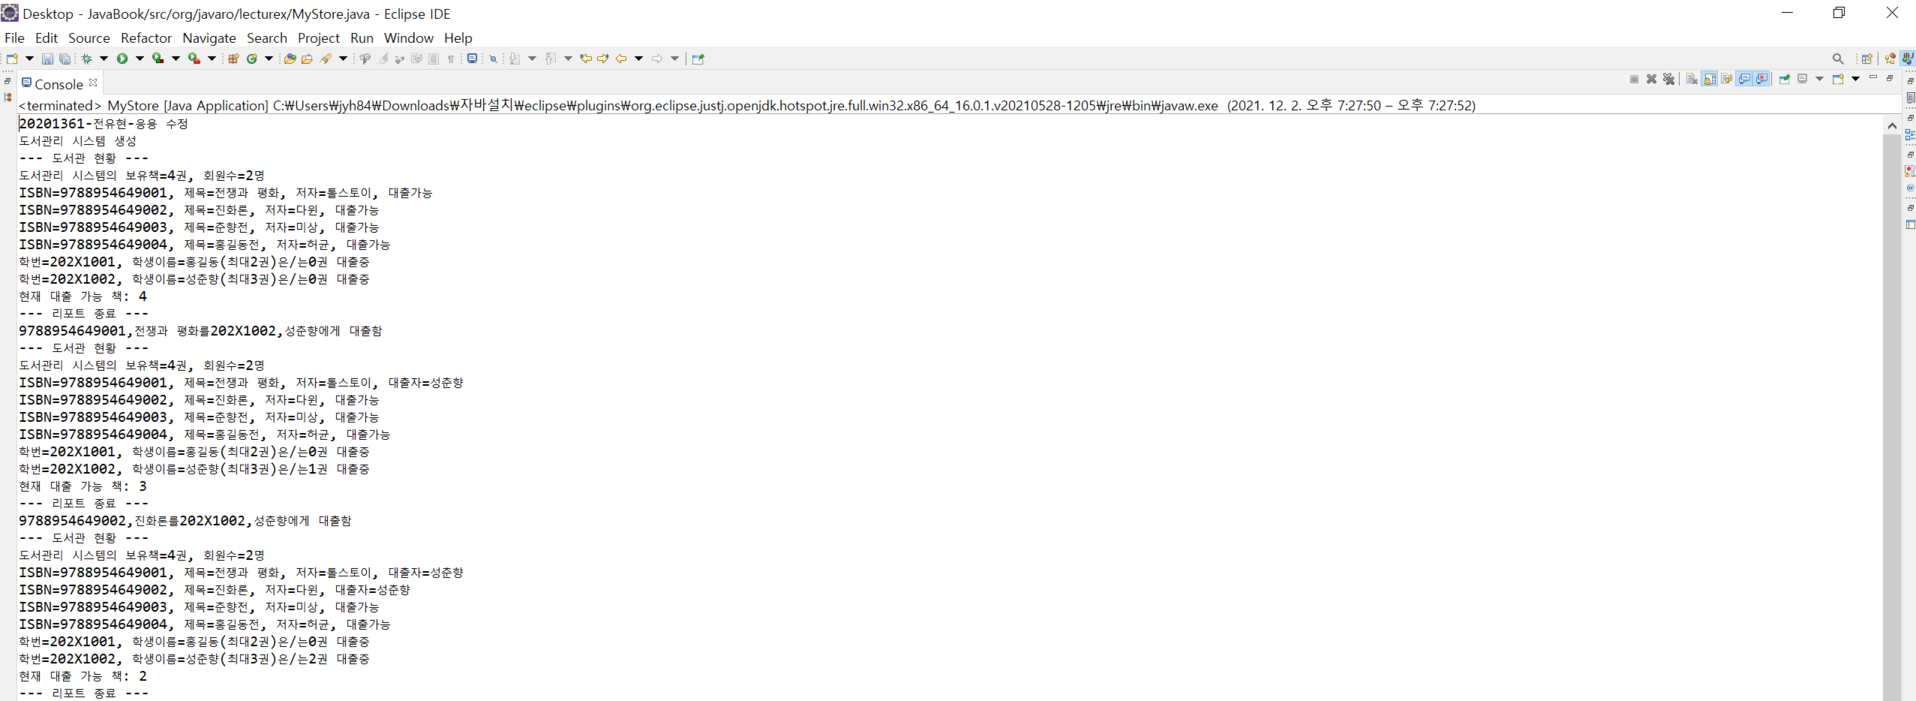 Desktop - JavaBook/src/org/javaro/lecturex/MyStore.java - Eclipse IDE
File Edit Source Refactor Navigate Search Project Run Window Help
Console
<terminated> MyStore [Java Application] C:₩Users₩jyh84₩Downloads₩자바설치₩eclipse₩plugins₩org.eclipse.justj.openjdk.hotspot.jre.full.win32.x86_64_16.0.1.v20210528-1205₩jre₩bin₩javaw.exe (2021. 12. 2. 오후 7:27:50 – 오후 7:27:52)
20201361-전유현-응용 수정
도서관리 시스템 생성
--- 도서관 현황 ---
도서관리 시스템의 보유책=4권, 회원수=2명
ISBN=9788954649001, 제목=전쟁과 평화, 저자=톨스토이, 대출가능
ISBN=9788954649002, 제목=진화론, 저자=다윈, 대출가능
ISBN=9788954649003, 제목=준향전, 저자=미상, 대출가능
ISBN=9788954649004, 제목=홍길동전, 저자=허균, 대출가능
학번=202X1001, 학생이름=홍길동(최대2권)은/는0권 대출중
학번=202X1002, 학생이름=성준향(최대3권)은/는0권 대출중
현재 대출 가능 책: 4
--- 리포트 종료 ---
9788954649001,전쟁과 평화를202X1002,성준향에게 대출함
--- 도서관 현황 ---
도서관리 시스템의 보유책=4권, 회원수=2명
ISBN=9788954649001, 제목=전쟁과 평화, 저자=톨스토이, 대출자=성준향
ISBN=9788954649002, 제목=진화론, 저자=다윈, 대출가능
ISBN=9788954649003, 제목=준향전, 저자=미상, 대출가능
ISBN=9788954649004, 제목=홍길동전, 저자=허균, 대출가능
학번=202X1001, 학생이름=홍길동(최대2권)은/는0권 대출중
학번=202X1002, 학생이름=성준향(최대3권)은/는1권 대출중
현재 대출 가능 책: 3
--- 리포트 종료 ---
9788954649002,진화론를202X1002,성준향에게 대출함
--- 도서관 현황 ---
도서관리 시스템의 보유책=4권, 회원수=2명
ISBN=9788954649001, 제목=전쟁과 평화, 저자=톨스토이, 대출자=성준향
ISBN=9788954649002, 제목=진화론, 저자=다윈, 대출자=성준향
ISBN=9788954649003, 제목=준향전, 저자=미상, 대출가능
ISBN=9788954649004, 제목=홍길동전, 저자=허균, 대출가능
학번=202X1001, 학생이름=홍길동(최대2권)은/는0권 대출중
학번=202X1002, 학생이름=성준향(최대3권)은/는2권 대출중
현재 대출 가능 책: 2
--- 리포트 종료 ---